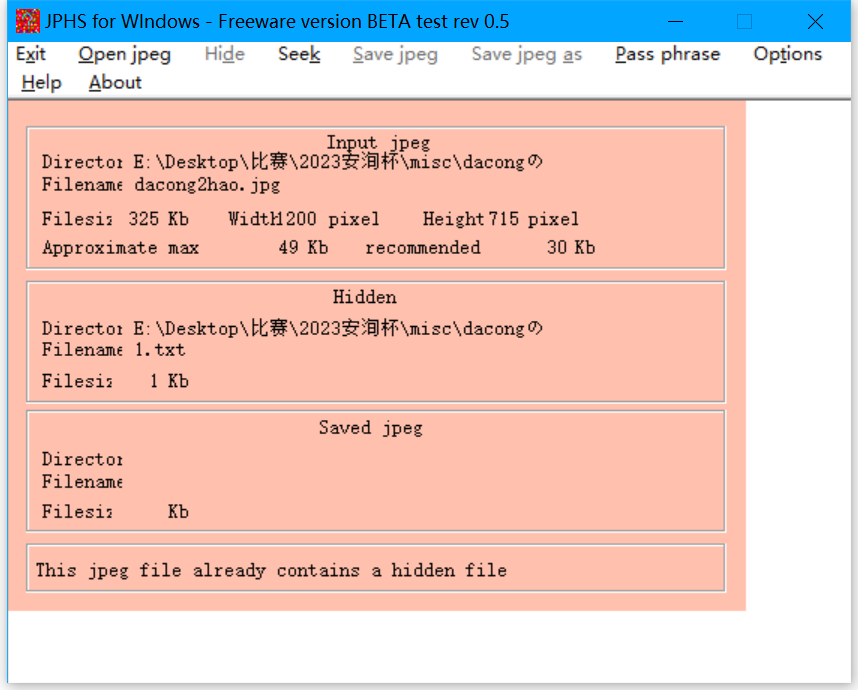 JPHS for WIndows - Freeware version BETA test rev 0.5
Exit Open jpeg Hide Seek Save jpeg Save jpeg as Pass phrase Options
Help About
Input jpeg
Director E:\Desktop\比赛\2023安洵杯\misc\dacongの
Filename dacong2hao.jpg
Filesiz 325 Kb Width 1200 pixel Height 715 pixel
Approximate max 49 Kb recommended 30 Kb
Hidden
Director E:\Desktop\比赛\2023安洵杯\misc\dacongの
Filename 1.txt
Filesiz 1 Kb
Saved jpeg
Director
Filename
Filesiz Kb
This jpeg file already contains a hidden file